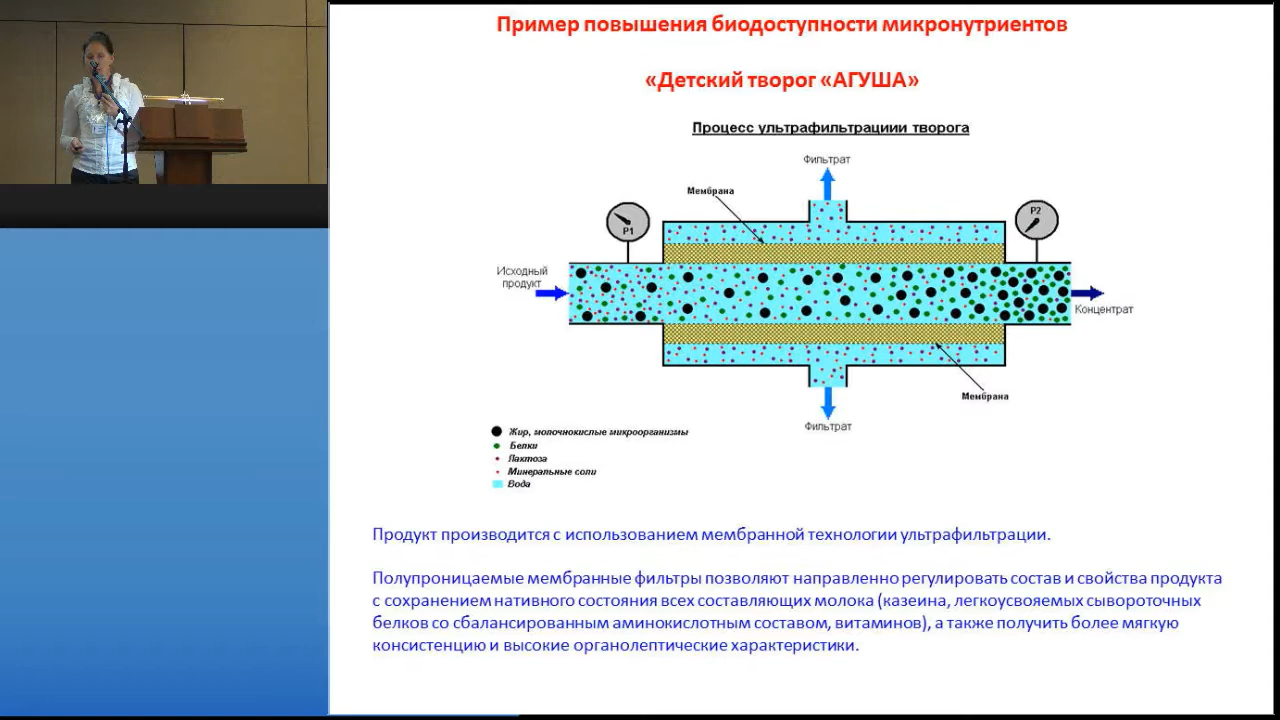 Пример повышения биодоступности микронутриентов
«Детский творог «АГУША»
Процесс ультрафильтрациии творога
Фильтрат
Мембрана
P1
P2
Исходный
продукт
Концентрат
Мембрана
Фильтрат
Жир, молочнокислые микроорганизмы
Белки
Лактоза
Минеральные соли
Вода
Продукт производится с использованием мембранной технологии ультрафильтрации.
Полупроницаемые мембранные фильтры позволяют направленно регулировать состав и свойства продукта
с сохранением нативного состояния всех составляющих молока (казеина, легкоусвояемых сывороточных
белков со сбалансированным аминокислотным составом, витаминов), а также получить более мягкую
консистенцию и высокие органолептические характеристики.